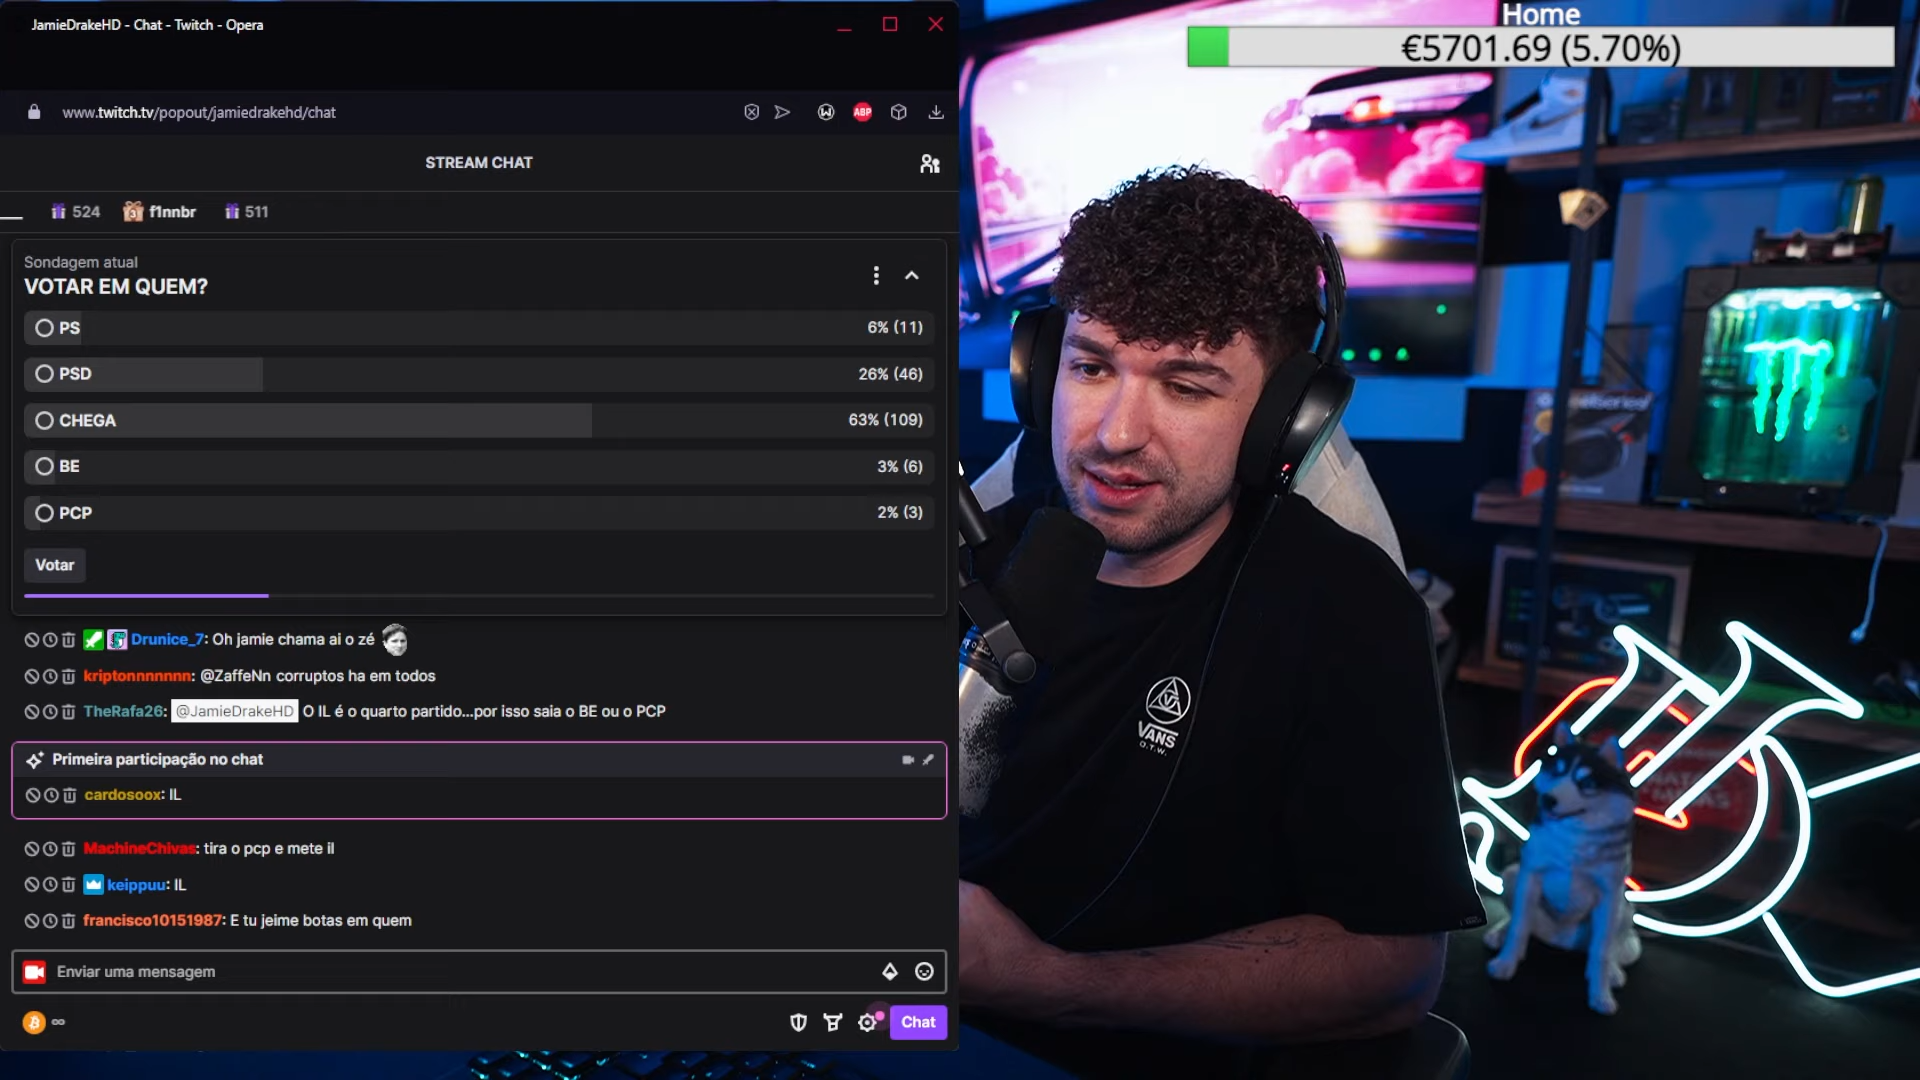 JamieDrakeHD - Chat - Twitch - Opera
www.twitch.tv/popout/jamiedrakehd/chat
ABP
STREAM CHAT
524 f1nnbr 511
Sondagem atual
VOTAR EM QUEM?
PS 6% (11)
PSD 26% (46)
CHEGA 63% (109)
BE 3% (6)
PCP 2% (3)
Votar
Drunice_7: Oh jamie chama ai o zé
kriptonnnnnnn: @ZaffeNn corruptos ha em todos
TheRafa26: @JamieDrakeHD O IL é o quarto partido...por isso saia o BE ou o PCP
Primeira participação no chat
cardosoox: IL
MachineChivas: tira o pcp e mete il
keippuu: IL
francisco10151987: E tu jeime botas em quem
Enviar uma mensagem
Chat
Home
€5701.69 (5.70%)
VANS
O.T.W.